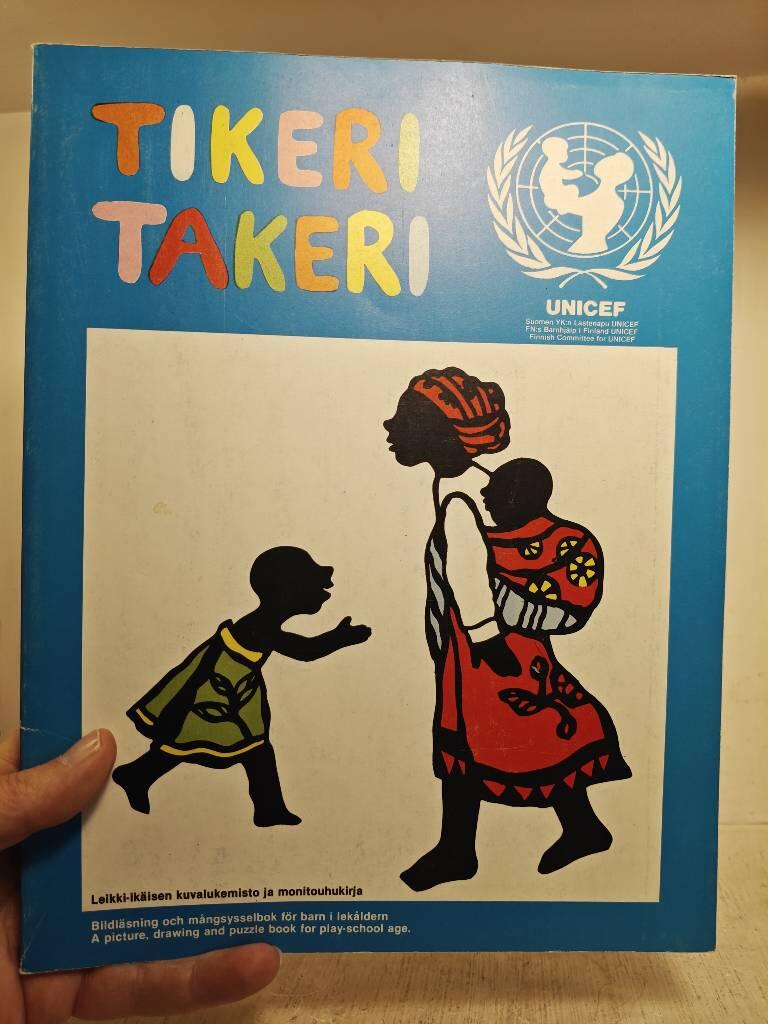 TIKERI
TAKERI
UNICEF
Suomen YK:n Lastenapu UNICEF
FN:s Barnhjälp i Finland UNICEF
Finnish Committee for UNICEF
Leikki-ikäisen kuvalukemisto ja monitouhukirja
Bildläsning och mångsysselbok för barn i lekåldern
A picture, drawing and puzzle book for play-school age.